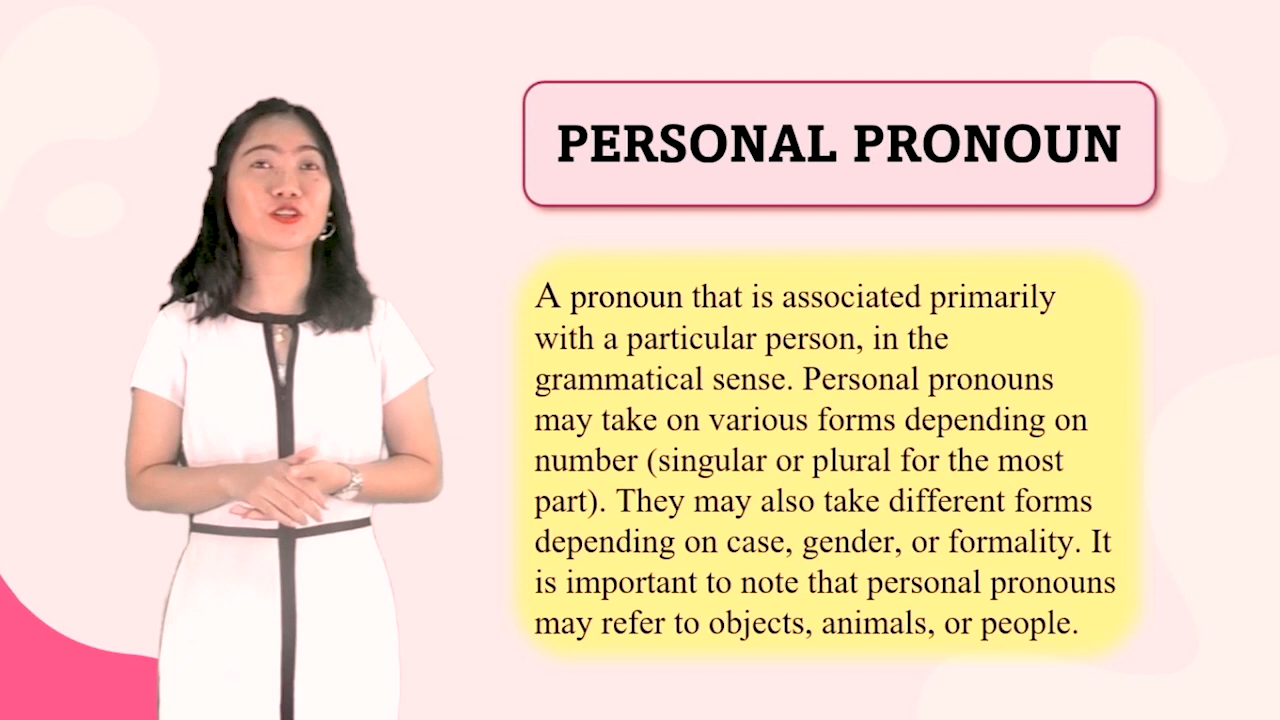 PERSONAL PRONOUN
A pronoun that is associated primarily
with a particular person, in the
grammatical sense. Personal pronouns
may take on various forms depending on
number (singular or plural for the most
part). They may also take different forms
depending on case, gender, or formality. It
is important to note that personal pronouns
may refer to objects, animals, or people.